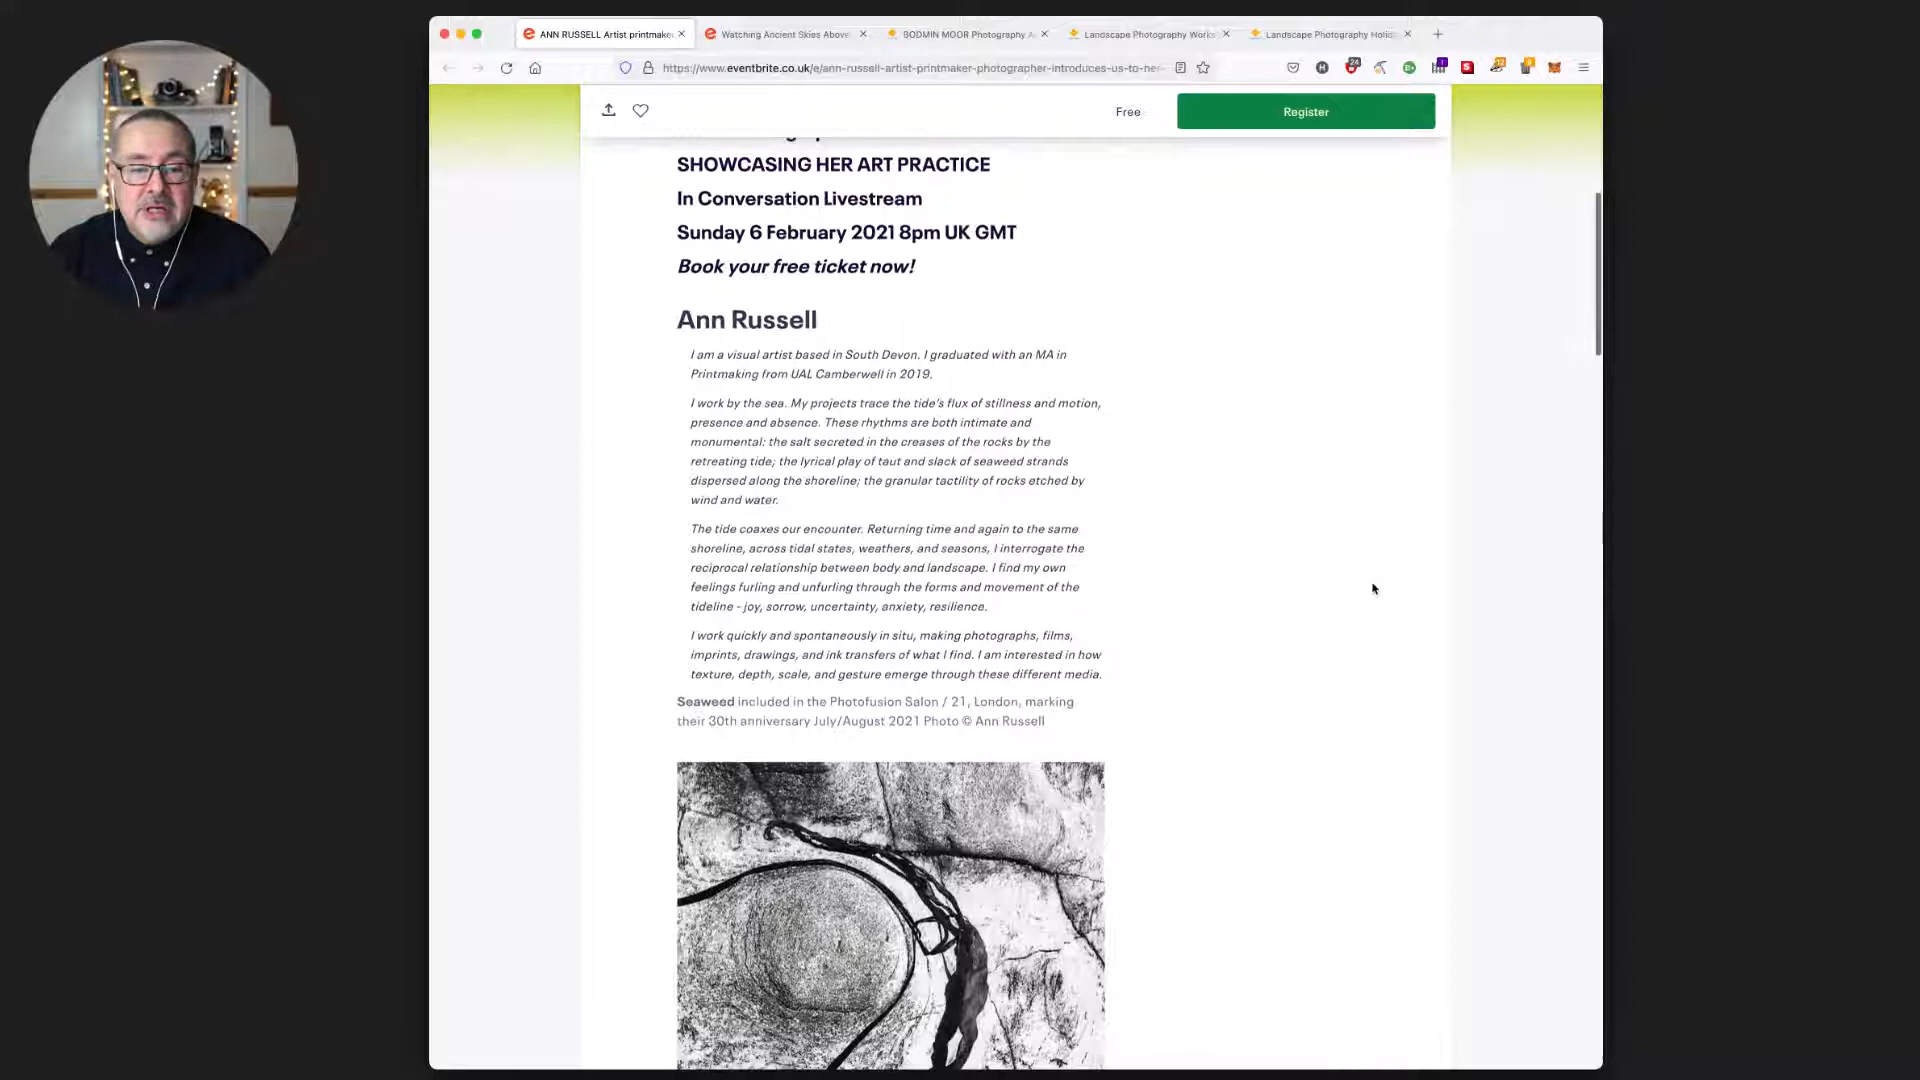 ANN RUSSELL Artist printmaker
Watching Ancient Skies Above
BODMIN MOOR Photography
Landscape Photography Works
Landscape Photography Holid
https://www.eventbrite.co.uk/e/ann-russell-artist-printmaker-photographer-introduces-us-to-her-
Free
Register
SHOWCASING HER ART PRACTICE
In Conversation Livestream
Sunday 6 February 2021 8pm UK GMT
Book your free ticket now!
Ann Russell
I am a visual artist based in South Devon. I graduated with an MA in
Printmaking from UAL Camberwell in 2019.
I work by the sea. My projects trace the tide's flux of stillness and motion,
presence and absence. These rhythms are both intimate and
monumental: the salt secreted in the creases of the rocks by the
retreating tide; the lyrical play of taut and slack of seaweed strands
dispersed along the shoreline; the granular tactility of rocks etched by
wind and water.
The tide coaxes our encounter. Returning time and again to the same
shoreline, across tidal states, weathers, and seasons, I interrogate the
reciprocal relationship between body and landscape. I find my own
feelings furling and unfurling through the forms and movement of the
tideline - joy, sorrow, uncertainty, anxiety, resilience.
I work quickly and spontaneously in situ, making photographs, films,
imprints, drawings, and ink transfers of what I find. I am interested in how
texture, depth, scale, and gesture emerge through these different media.
Seaweed included in the Photofusion Salon / 21, London, marking
their 30th anniversary July/August 2021 Photo © Ann Russell